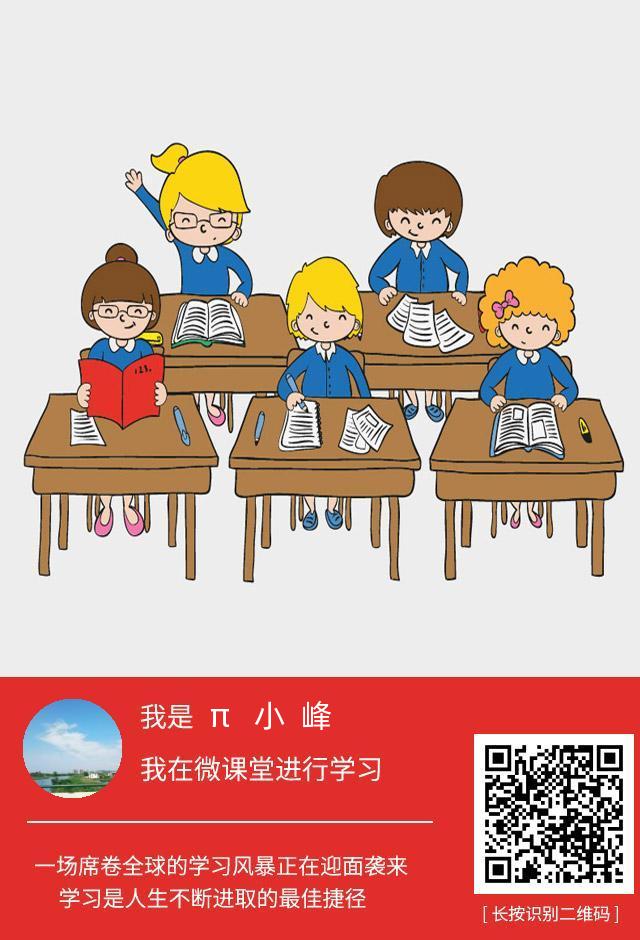 123.
我是 π 小 峰
我在微课堂进行学习
一场席卷全球的学习风暴正在迎面袭来
学习是人生不断进取的最佳捷径
[ 长按识别二维码 ]